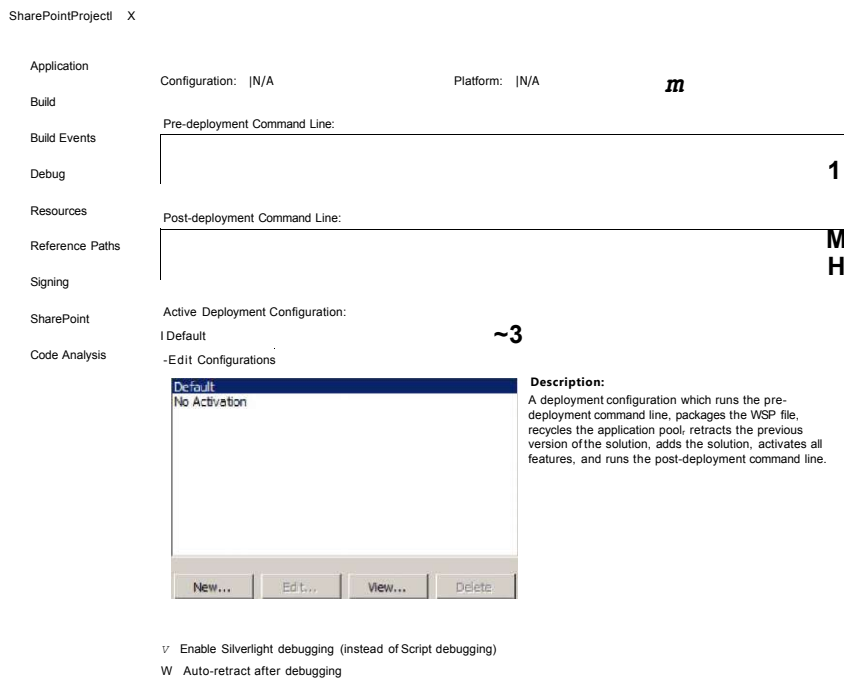 SharePointProjectl X
Application
Build
Build Events
Debug
Resources
Reference Paths
Signing
SharePoint
Code Analysis
Configuration: |N/A Platform: |N/A m
Pre-deployment Command Line:
1
Post-deployment Command Line:
M
H
Active Deployment Configuration:
I Default ~3
-Edit Configurations
Default
No Activation
New... Edit... View... Delete
Description:
A deployment configuration which runs the pre-
deployment command line, packages the WSP file,
recycles the application pool, retracts the previous
version of the solution, adds the solution, activates all
features, and runs the post-deployment command line.
V Enable Silverlight debugging (instead of Script debugging)
W Auto-retract after debugging